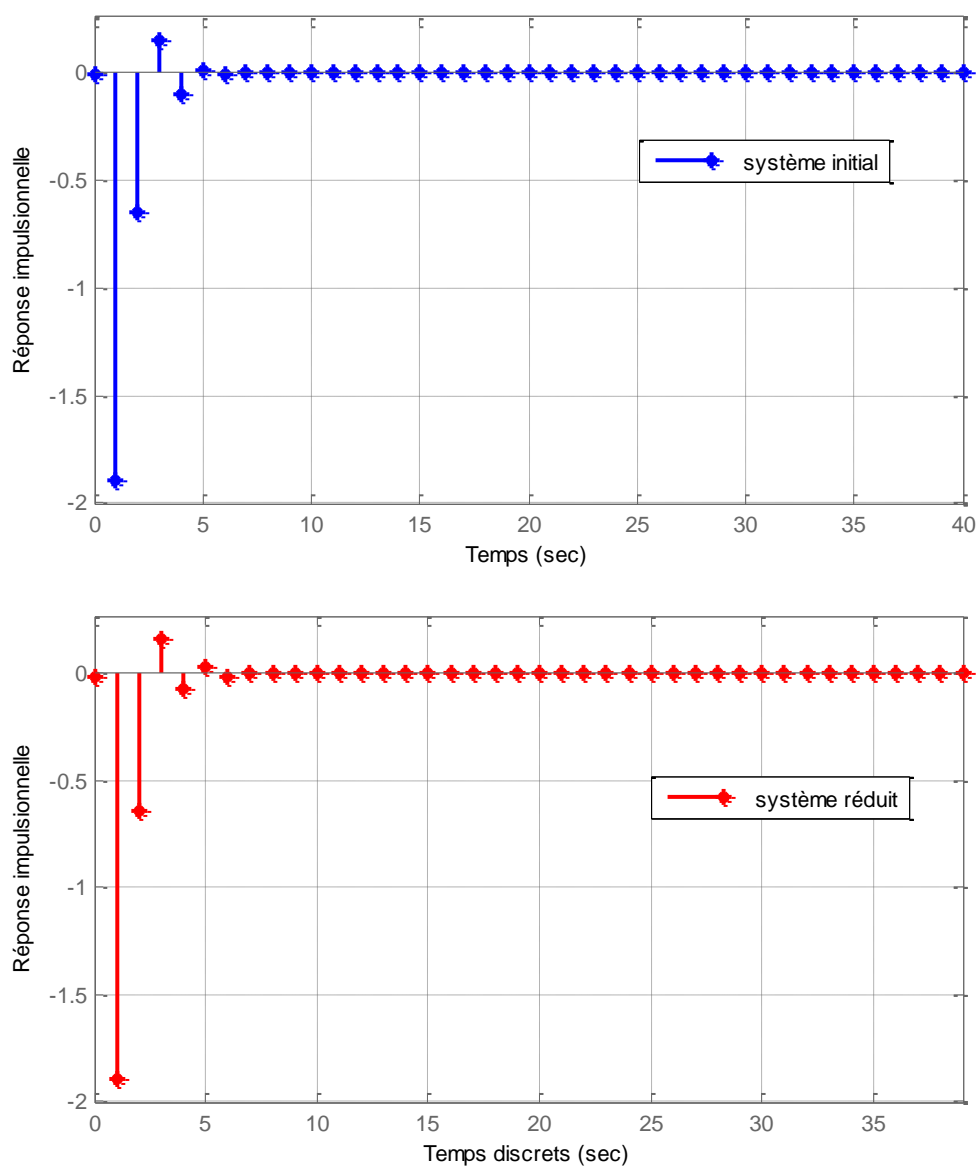 Réponse impulsionnelle
0
-0.5
-1
-1.5
-2
système initial
0 5 10 15 20 25 30 35 40
Temps (sec)
Réponse impulsionnelle
0
-0.5
-1
-1.5
-2
système réduit
0 5 10 15 20 25 30 35
Temps discrets (sec)